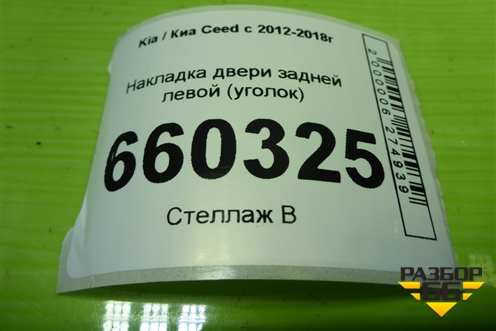 Kia / Киа Ceed с 2012-2018г
Накладка двери задней
левой (уголок)
660325
Стеллаж В
2000006274939
РАЗБОР
66